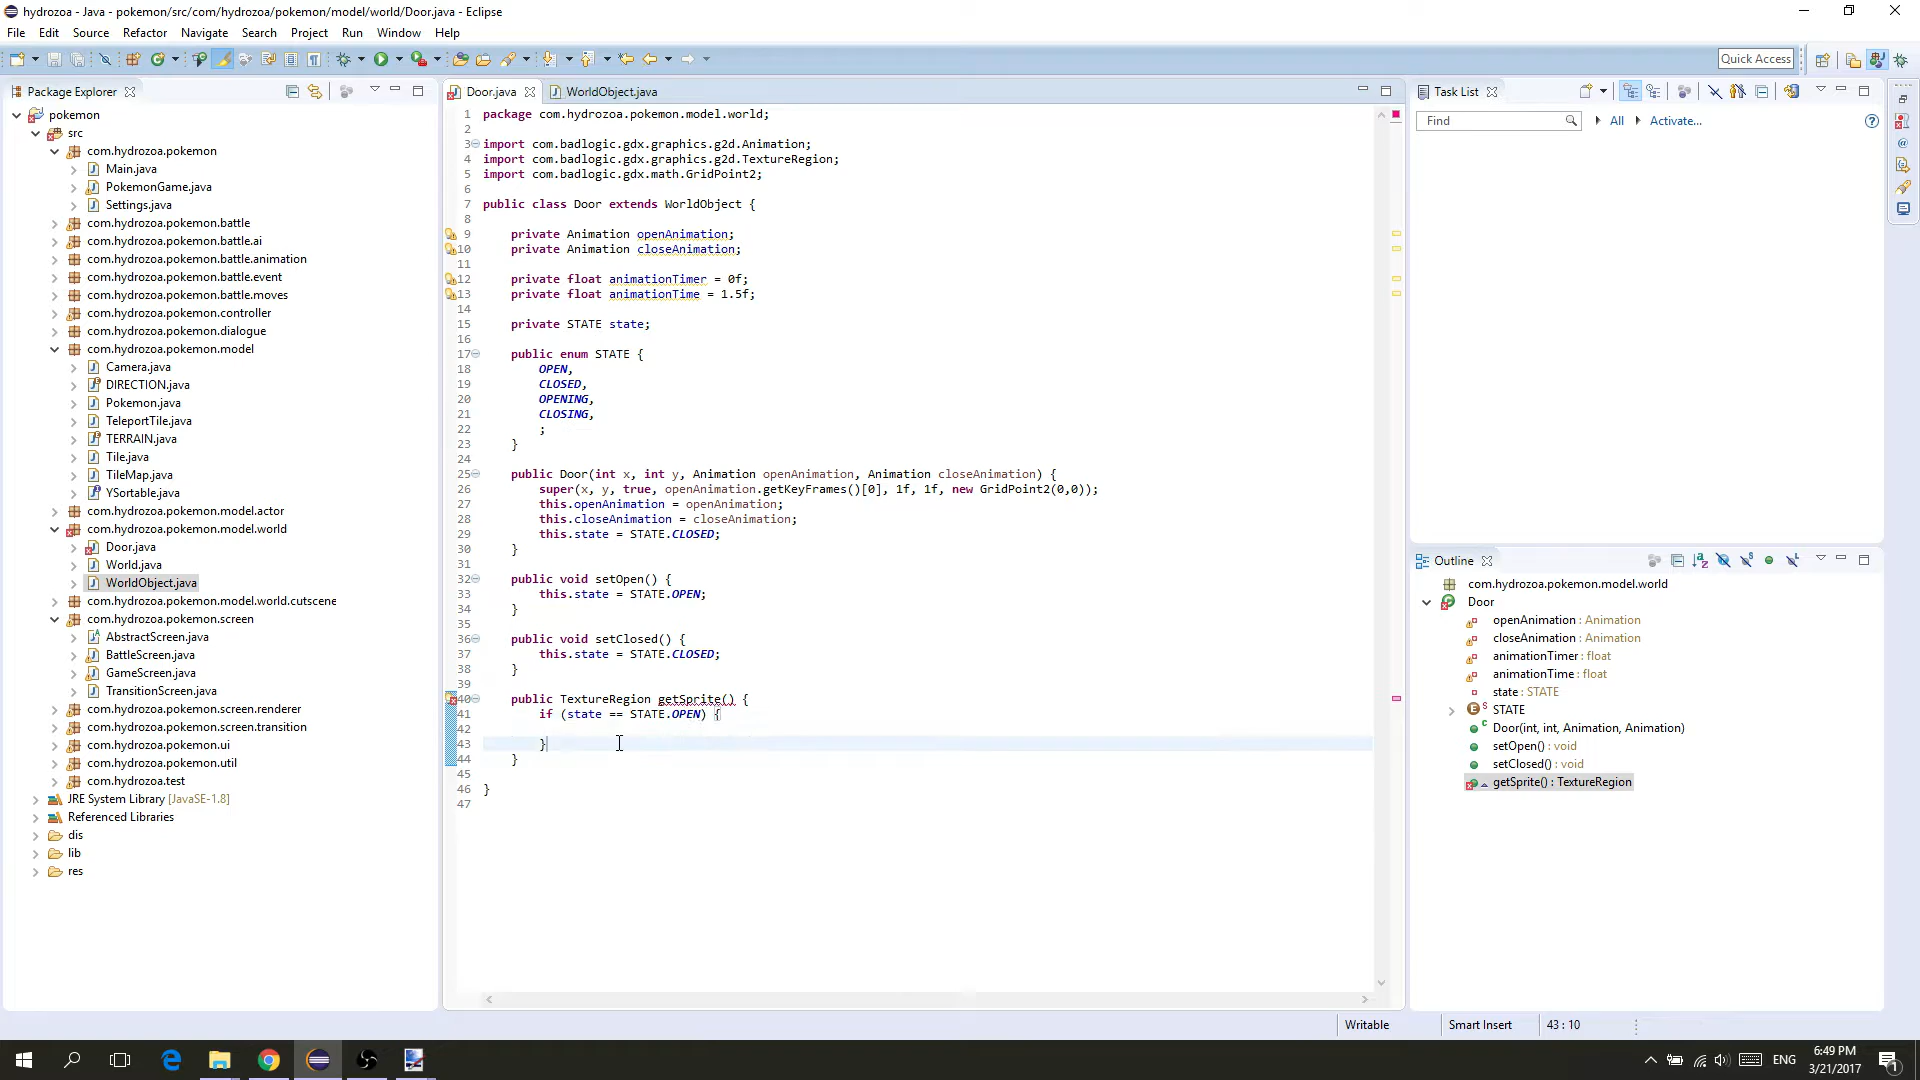 hydrozoa - Java - pokemon/src/com/hydrozoa/pokemon/model/world/Door.java - Eclipse
File Edit Source Refactor Navigate Search Project Run Window Help
Quick Access
Package Explorer
pokemon
src
com.hydrozoa.pokemon
Main.java
PokemonGame.java
Settings.java
com.hydrozoa.pokemon.battle
com.hydrozoa.pokemon.battle.ai
com.hydrozoa.pokemon.battle.animation
com.hydrozoa.pokemon.battle.event
com.hydrozoa.pokemon.battle.moves
com.hydrozoa.pokemon.controller
com.hydrozoa.pokemon.dialogue
com.hydrozoa.pokemon.model
Camera.java
DIRECTION.java
Pokemon.java
TeleportTile.java
TERRAIN.java
Tile.java
TileMap.java
YSortable.java
com.hydrozoa.pokemon.model.actor
com.hydrozoa.pokemon.model.world
Door.java
World.java
WorldObject.java
com.hydrozoa.pokemon.model.world.cutscene
com.hydrozoa.pokemon.screen
AbstractScreen.java
BattleScreen.java
GameScreen.java
TransitionScreen.java
com.hydrozoa.pokemon.screen.renderer
com.hydrozoa.pokemon.screen.transition
com.hydrozoa.pokemon.ui
com.hydrozoa.pokemon.util
com.hydrozoa.test
JRE System Library [JavaSE-1.8]
Referenced Libraries
dis
lib
res
Door.java WorldObject.java
1 package com.hydrozoa.pokemon.model.world;
2
3 import com.badlogic.gdx.graphics.g2d.Animation;
4 import com.badlogic.gdx.graphics.g2d.TextureRegion;
5 import com.badlogic.gdx.math.GridPoint2;
6
7 public class Door extends WorldObject {
8
9 private Animation openAnimation;
10 private Animation closeAnimation;
11
12 private float animationTimer = 0f;
13 private float animationTime = 1.5f;
14
15 private STATE state;
16
17 public enum STATE {
18 OPEN,
19 CLOSED,
20 OPENING,
21 CLOSING,
22 ;
23 }
24
25 public Door(int x, int y, Animation openAnimation, Animation closeAnimation) {
26 super(x, y, true, openAnimation.getKeyFrames()[0], 1f, 1f, new GridPoint2(0,0));
27 this.openAnimation = openAnimation;
28 this.closeAnimation = closeAnimation;
29 this.state = STATE.CLOSED;
30 }
31
32 public void setOpen() {
33 this.state = STATE.OPEN;
34 }
35
36 public void setClosed() {
37 this.state = STATE.CLOSED;
38 }
39
40 public TextureRegion getSprite() {
41 if (state == STATE.OPEN) {
42
43 }
44 }
45
46 }
47
Task List
Find All Activate...
Outline
com.hydrozoa.pokemon.model.world
Door
openAnimation : Animation
closeAnimation : Animation
animationTimer : float
animationTime : float
state : STATE
STATE
Door(int, int, Animation, Animation)
setOpen() : void
setClosed() : void
getSprite() : TextureRegion
Writable Smart Insert 43 : 10
ENG
6:49 PM
3/21/2017
1